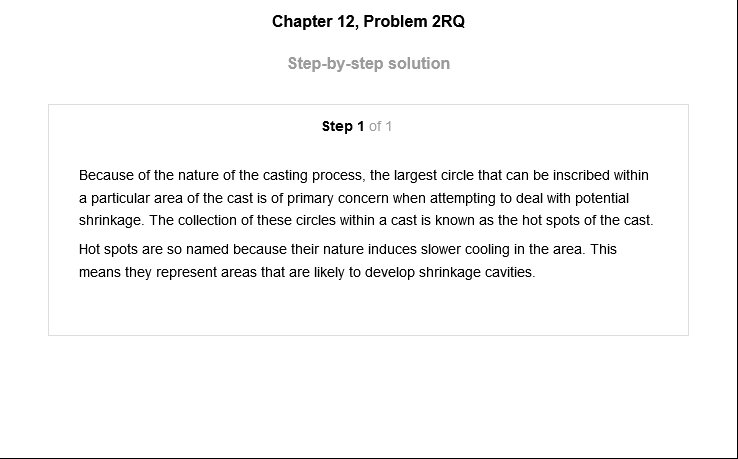 Chapter 12, Problem 2RQ
Step-by-step solution
Step 1 of 1
Because of the nature of the casting process, the largest circle that can be inscribed within
a particular area of the cast is of primary concern when attempting to deal with potential
shrinkage. The collection of these circles within a cast is known as the hot spots of the cast.
Hot spots are so named because their nature induces slower cooling in the area. This
means they represent areas that are likely to develop shrinkage cavities.